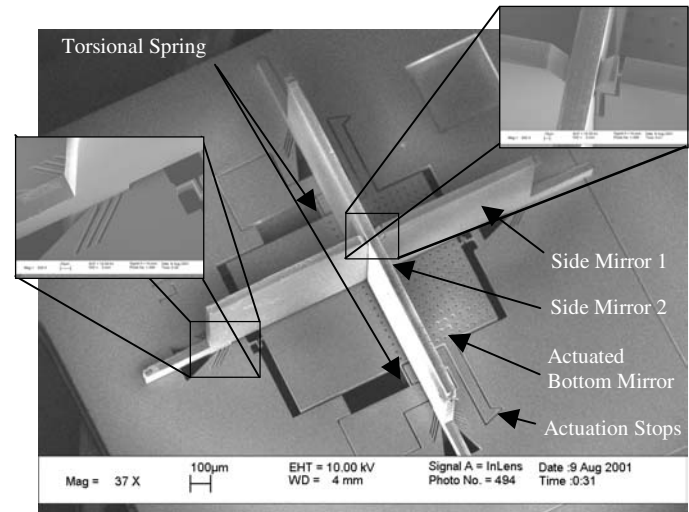 Torsional Spring
Side Mirror 1
Side Mirror 2
Actuated
Bottom Mirror
Actuation Stops
Mag = 37 X
100µm
EHT = 10.00 kV
WD = 4 mm
Signal A = InLens
Photo No. = 494
Date :9 Aug 2001
Time :0:31